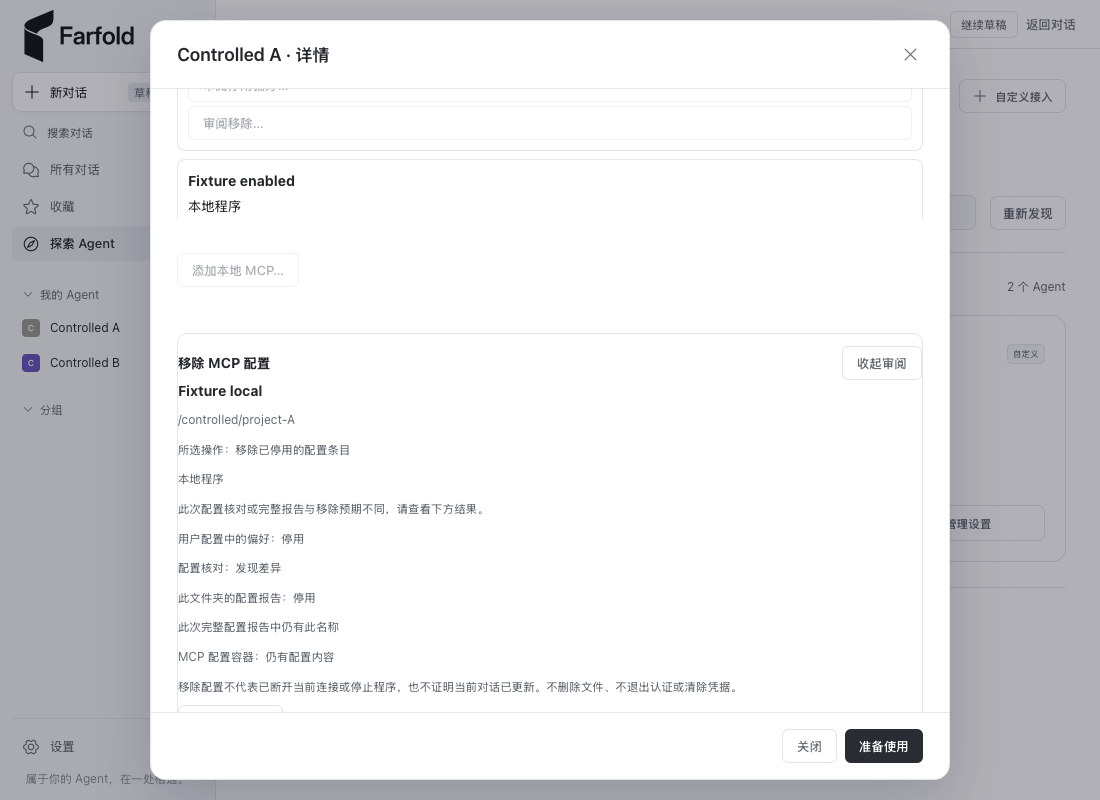 Farfold
继续草稿
返回对话
新对话
搜索对话
所有对话
收藏
探索 Agent
我的 Agent
Controlled A
Controlled B
分组
设置
属于你的 Agent，在一处
自定义接入
重新发现
2 个 Agent
自定义
管理设置
Controlled A · 详情
审阅移除...
Fixture enabled
本地程序
添加本地 MCP...
移除 MCP 配置
收起审阅
Fixture local
/controlled/project-A
所选操作：移除已停用的配置条目
本地程序
此次配置核对或完整报告与移除预期不同，请查看下方结果。
用户配置中的偏好：停用
配置核对：发现差异
此文件夹的配置报告：停用
此次完整配置报告中仍有此名称
MCP 配置容器：仍有配置内容
移除配置不代表已断开当前连接或停止程序，也不证明当前对话已更新。不删除文件、不退出认证或清除凭据。
关闭
准备使用